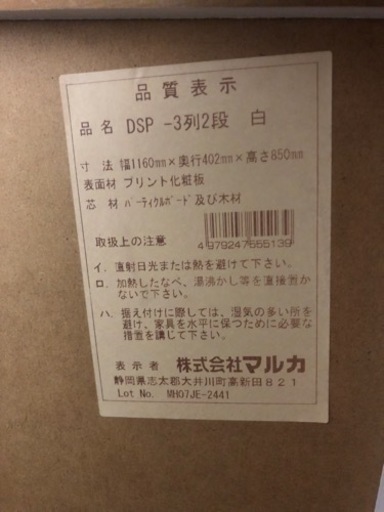 品質表示
品名 DSP -3列2段 白
寸法 幅1160mm×奥行402mm×高さ850mm
表面材 プリント化粧板
芯材 パーティクルボード及び木材
取扱上の注意
4979247655139
イ. 直射日光または熱を避けて下さい。
ロ. 加熱したなべ、湯沸かし等を直接置か
ないで下さい。
ハ. 据え付けに際しては、湿気の多い所を
避け、家具を水平に保つために必要な
措置を講じて下さい。
表示者 株式会社マルカ
静岡県志太郡大井川町高新田821
Lot No. MH07JE-2441